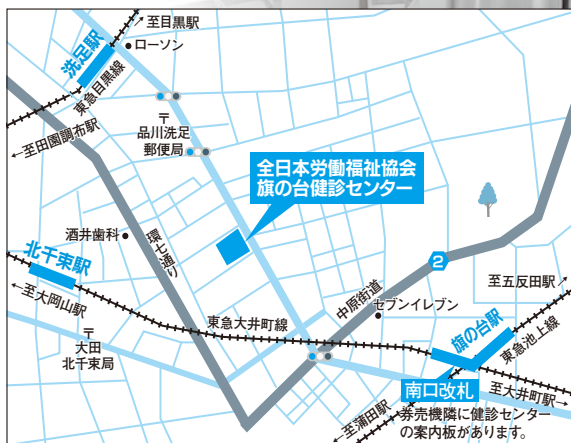 至目黒駅
ローソン
洗足駅
東急目黒線
至田園調布駅
〒
品川洗足
郵便局
全日本労働福祉協会
旗の台健診センター
酒井歯科
環七通り
北千束駅
至大岡山駅
〒
大田
北千束局
東急大井町線
中原街道
2
セブンイレブン
至五反田駅
旗の台駅
東急池上線
南口改札
至大井町駅
券売機隣に健診センター
の案内板があります。
至蒲田駅